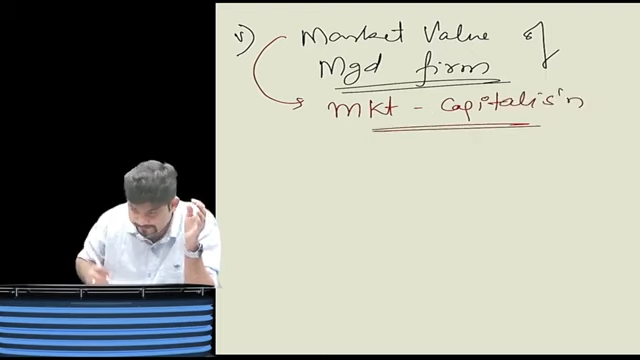 v) Market Value of
Mgd firm
Mkt - Capitalis'n